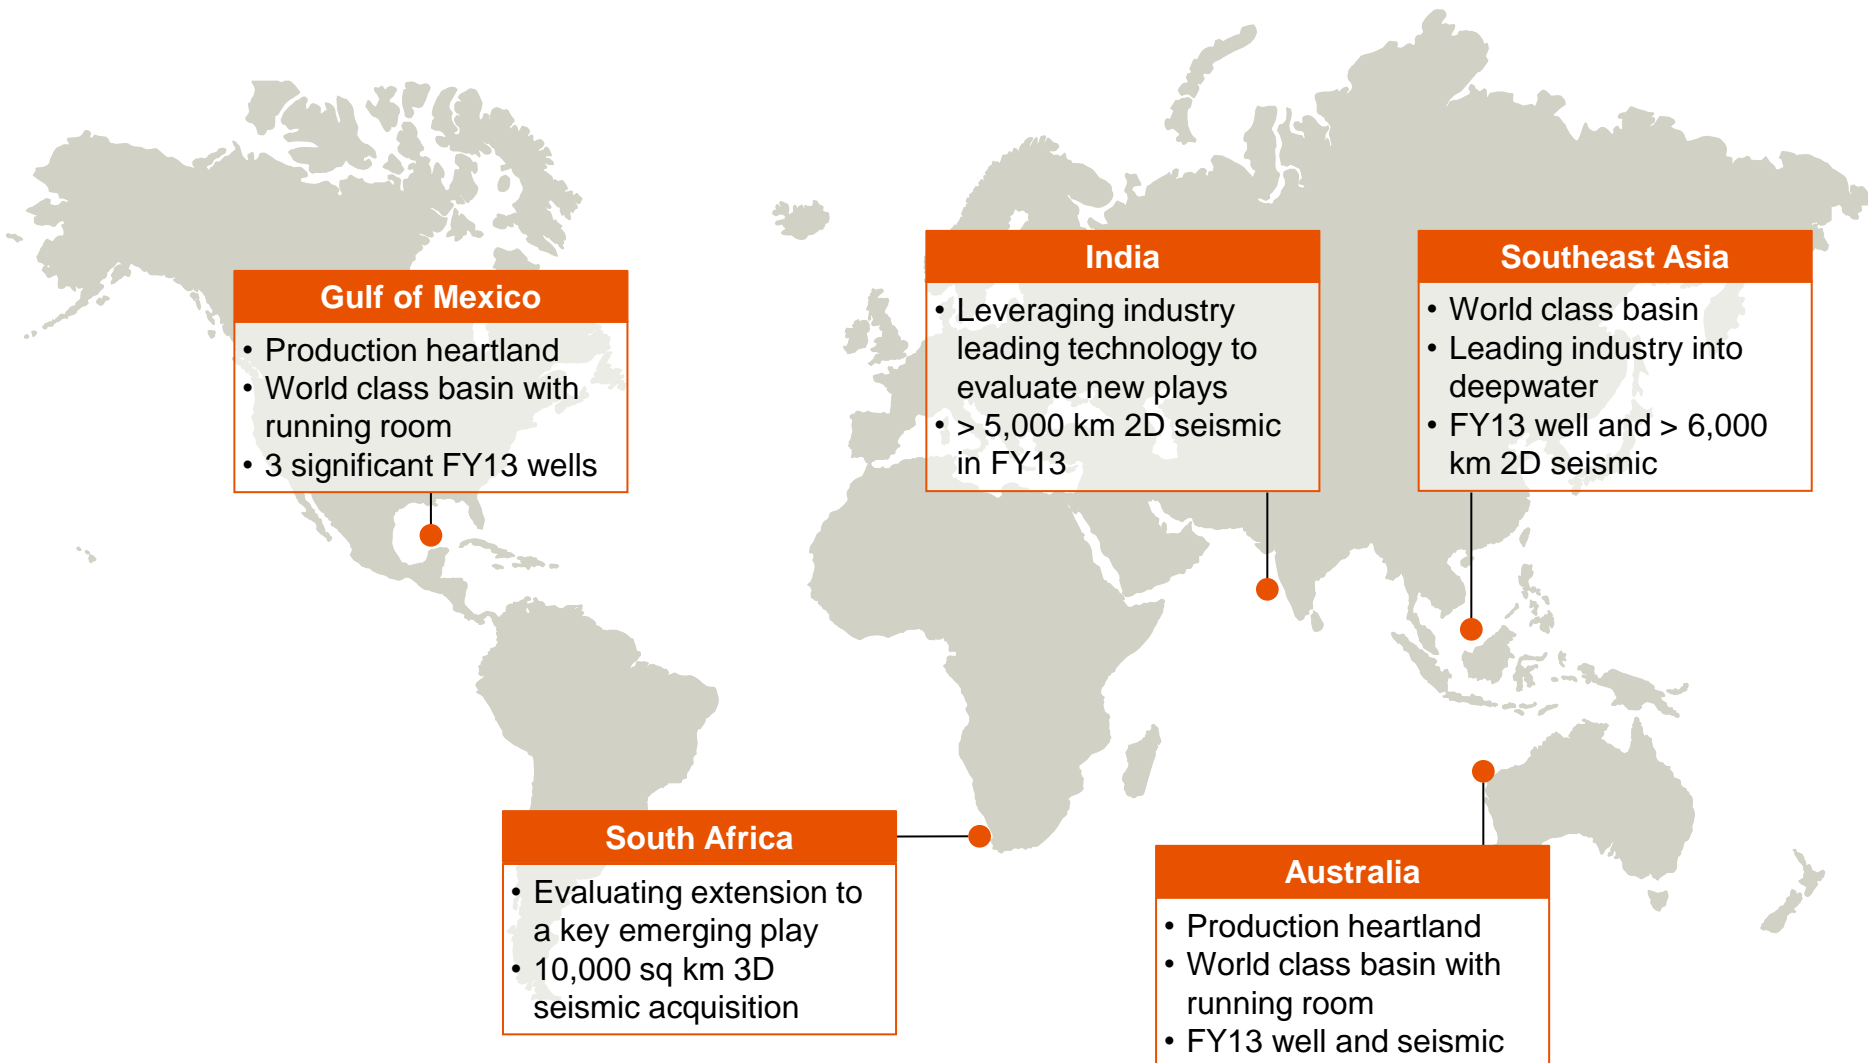 Gulf of Mexico
• Production heartland
• World class basin with
running room
• 3 significant FY13 wells
India
• Leveraging industry
leading technology to
evaluate new plays
• > 5,000 km 2D seismic
in FY13
Southeast Asia
• World class basin
• Leading industry into
deepwater
• FY13 well and > 6,000
km 2D seismic
South Africa
• Evaluating extension to
a key emerging play
• 10,000 sq km 3D
seismic acquisition
Australia
• Production heartland
• World class basin with
running room
• FY13 well and seismic